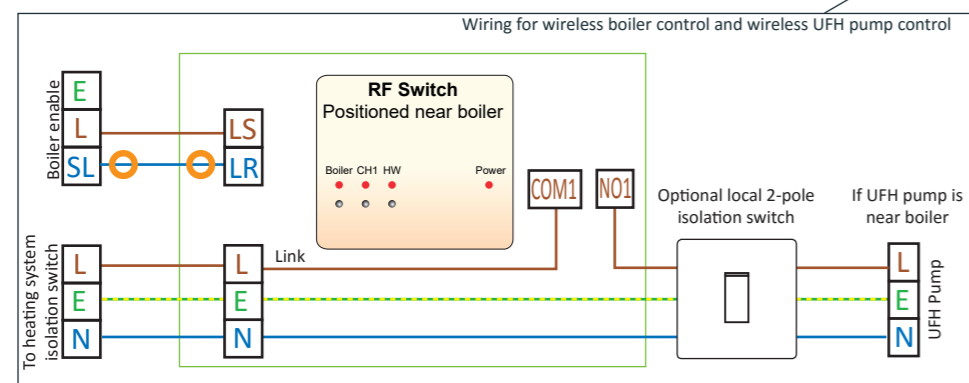 Wiring for wireless boiler control and wireless UFH pump control
Boiler enable
E
L
SL
LS
LR
RF Switch
Positioned near boiler
Boiler CH1 HW
Power
COM1
NO1
Optional local 2-pole
isolation switch
If UFH pump is
near boiler
To heating system
isolation switch
L
E
N
L
E
N
Link
L
E
N
UFH Pump